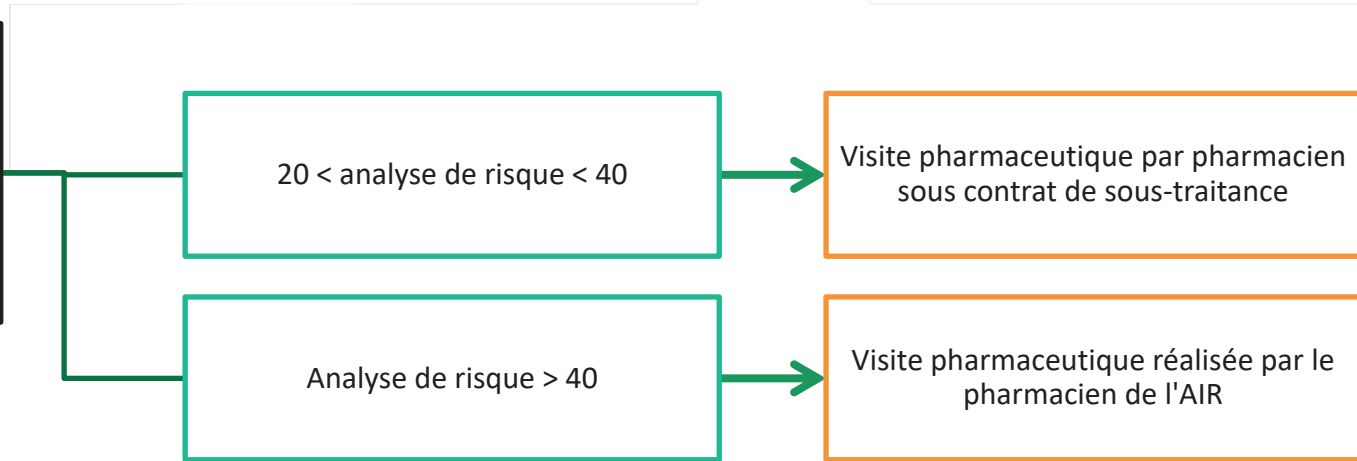 20 < analyse de risque < 40
Visite pharmaceutique par pharmacien
sous contrat de sous-traitance
Analyse de risque > 40
Visite pharmaceutique réalisée par le
pharmacien de l'AIR